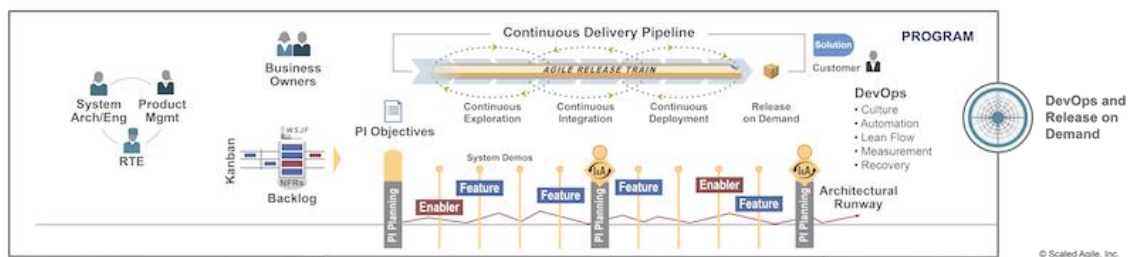 Continuous Delivery Pipeline
PROGRAM
Business
Owners
AGILE RELEASE TRAIN
Solution
Customer
System
Arch/Eng
Product
Mgmt
RTE
PI Objectives
Continuous
Exploration
Continuous
Integration
Continuous
Deployment
Release
on Demand
DevOps
• Culture
• Automation
• Lean Flow
• Measurement
• Recovery
DevOps and
Release on
Demand
Kanban
WSJF
NFRs
Backlog
System Demos
I&A
I&A
PI Planning
Enabler
Feature
Feature
PI Planning
Feature
Enabler
Feature
PI Planning
Architectural
Runway
© Scaled Agile, Inc.